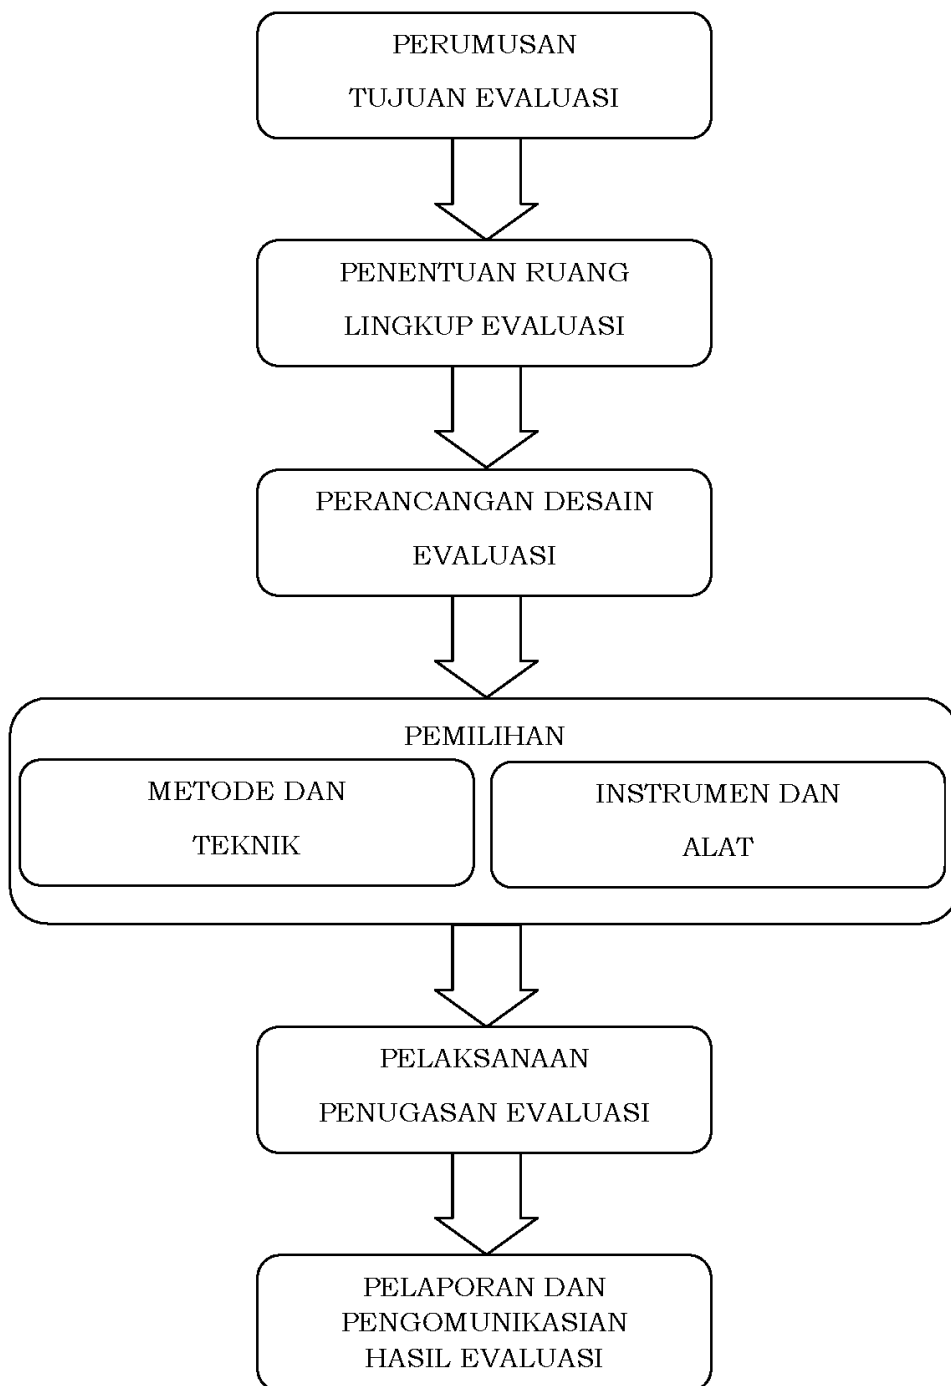 PERUMUSAN
TUJUAN EVALUASI
PENENTUAN RUANG
LINGKUP EVALUASI
PERANCANGAN DESAIN
EVALUASI
PEMILIHAN
METODE DAN
TEKNIK
INSTRUMEN DAN
ALAT
PELAKSANAAN
PENUGASAN EVALUASI
PELAPORAN DAN
PENGOMUNIKASIAN
HASIL EVALUASI